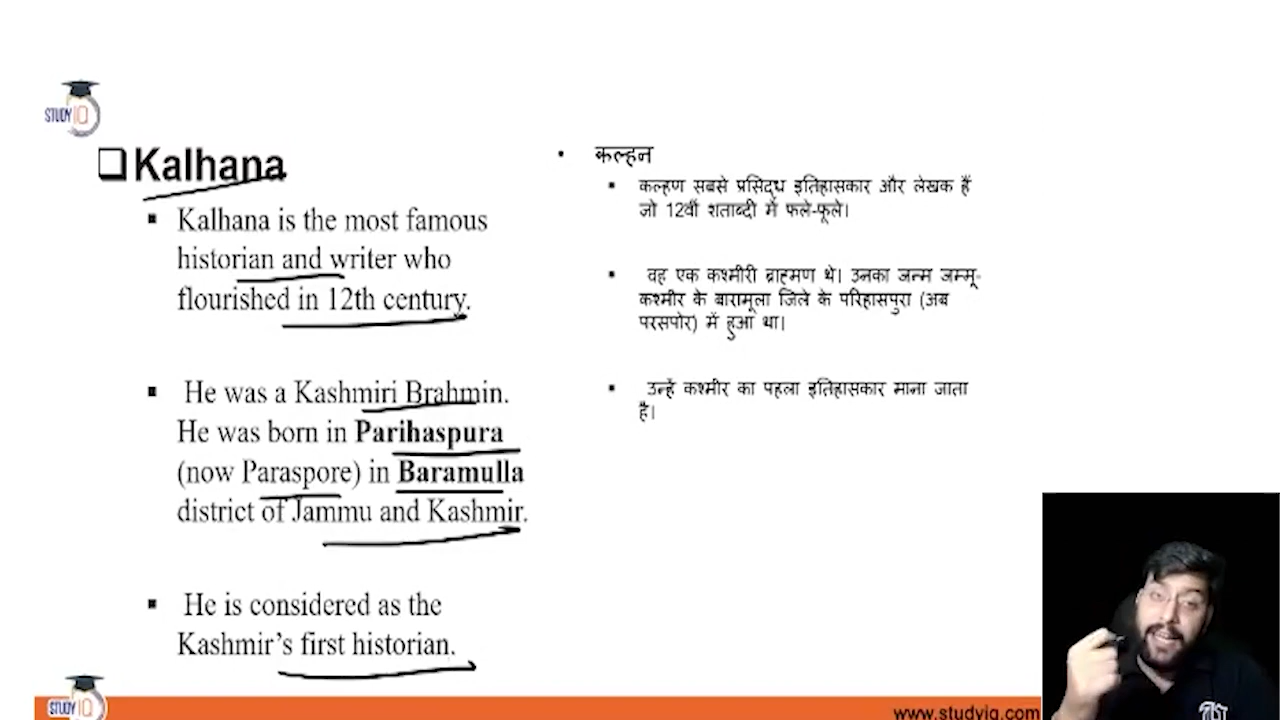 STUDY IQ
Kalhana
Kalhana is the most famous
historian and writer who
flourished in 12th century.
He was a Kashmiri Brahmin.
He was born in Parihaspura
(now Paraspore) in Baramulla
district of Jammu and Kashmir.
He is considered as the
Kashmir's first historian.
कल्हन
कल्हण सबसे प्रसिद्ध इतिहासकार और लेखक हैं
जो 12वीं शताब्दी में फले-फूले।
वह एक कश्मीरी ब्राह्मण थे। उनका जन्म जम्मू-
कश्मीर के बारामूला जिले के परिहासपुरा (अब
परसपोर) में हुआ था।
उन्हें कश्मीर का पहला इतिहासकार माना जाता
है।
STUDY IQ
www.studyiq.com